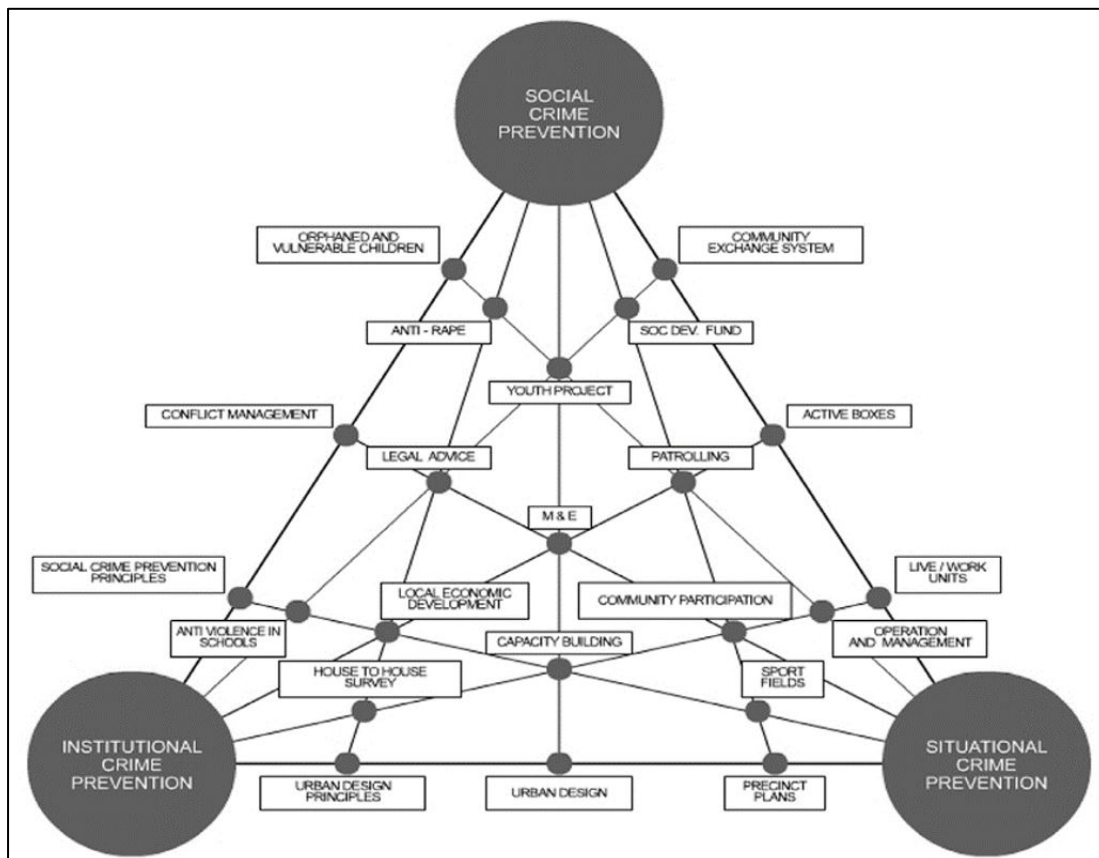 SOCIAL
CRIME
PREVENTION
ORPHANED AND
VULNERABLE CHILDREN
COMMUNITY
EXCHANGE SYSTEM
ANTI - RAPE
SOC DEV. FUND
YOUTH PROJECT
CONFLICT MANAGEMENT
ACTIVE BOXES
LEGAL ADVICE
PATROLLING
M & E
SOCIAL CRIME PREVENTION
PRINCIPLES
LIVE / WORK
UNITS
LOCAL ECONOMIC
DEVELOPMENT
COMMUNITY PARTICIPATION
ANTI VIOLENCE IN
SCHOOLS
CAPACITY BUILDING
OPERATION
AND MANAGEMENT
HOUSE TO HOUSE
SURVEY
SPORT
FIELDS
INSTITUTIONAL
CRIME
PREVENTION
SITUATIONAL
CRIME
PREVENTION
URBAN DESIGN
PRINCIPLES
URBAN DESIGN
PRECINCT
PLANS